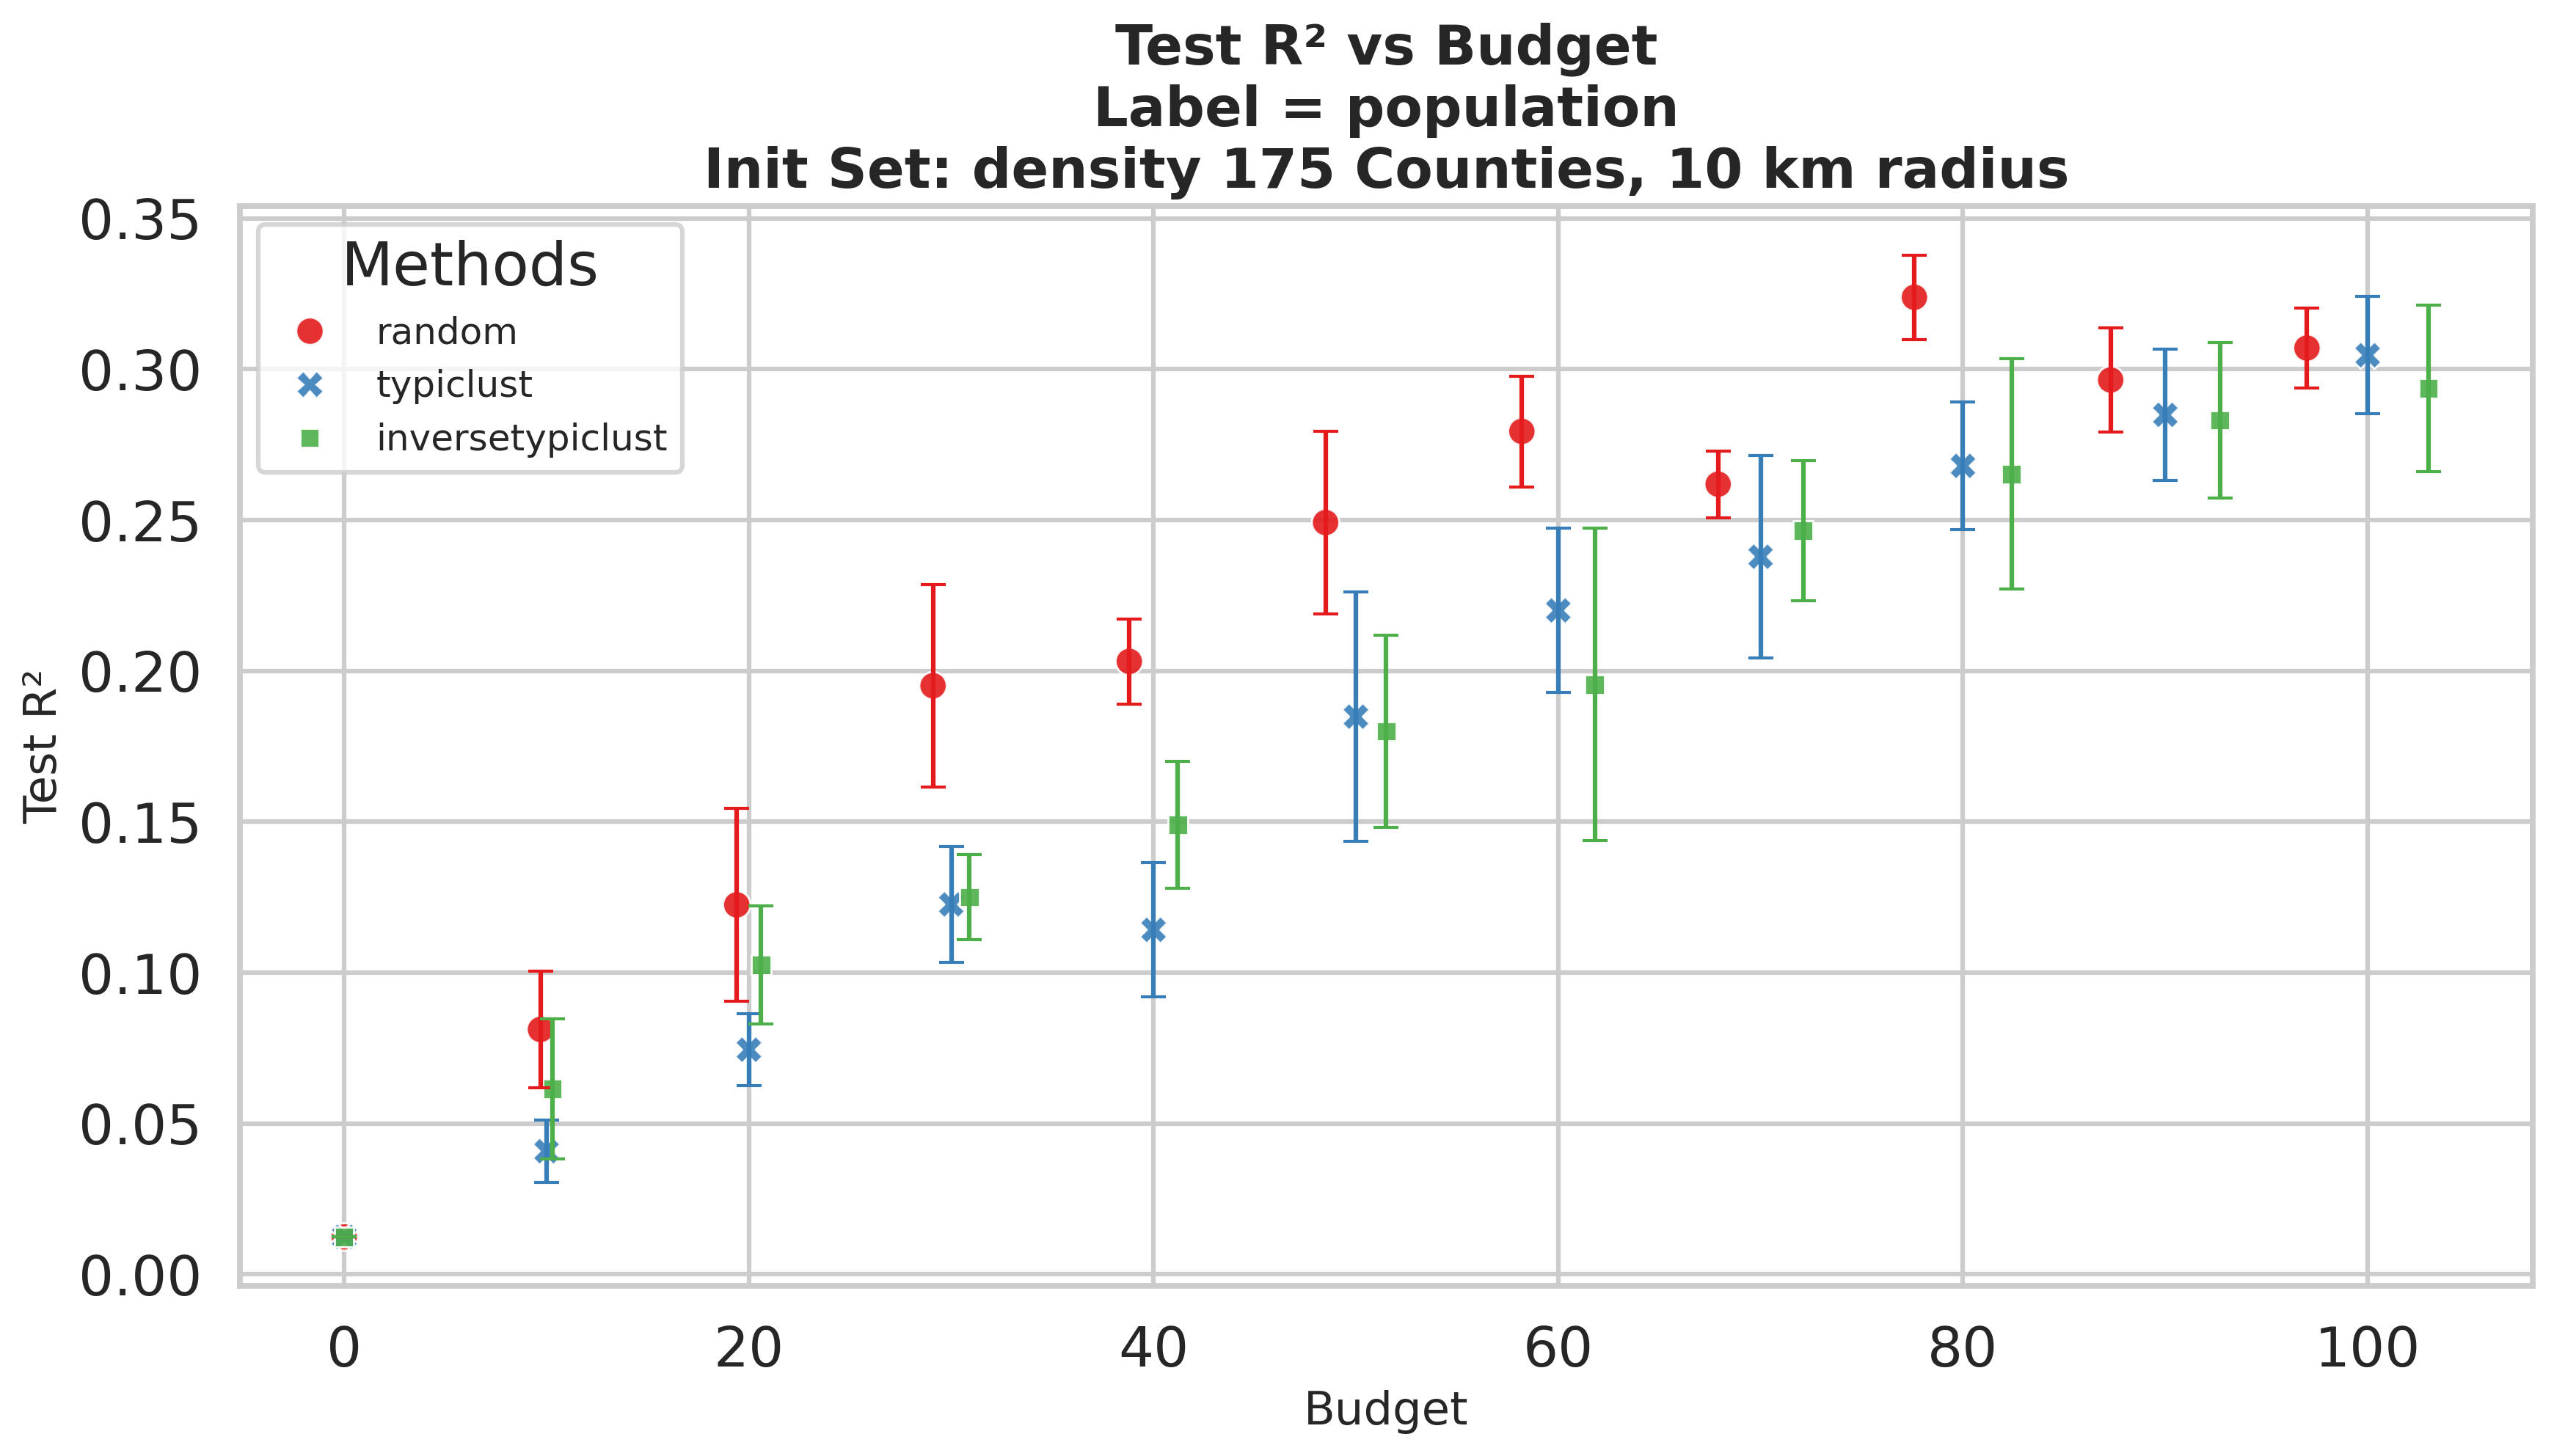 Test R² vs Budget
Label = population
Init Set: density 175 Counties, 10 km radius
Methods
random
typiclust
inversetypiclust
0.35
0.30
0.25
0.20
0.15
0.10
0.05
0.00
Test R²
0 20 40 60 80 100
Budget